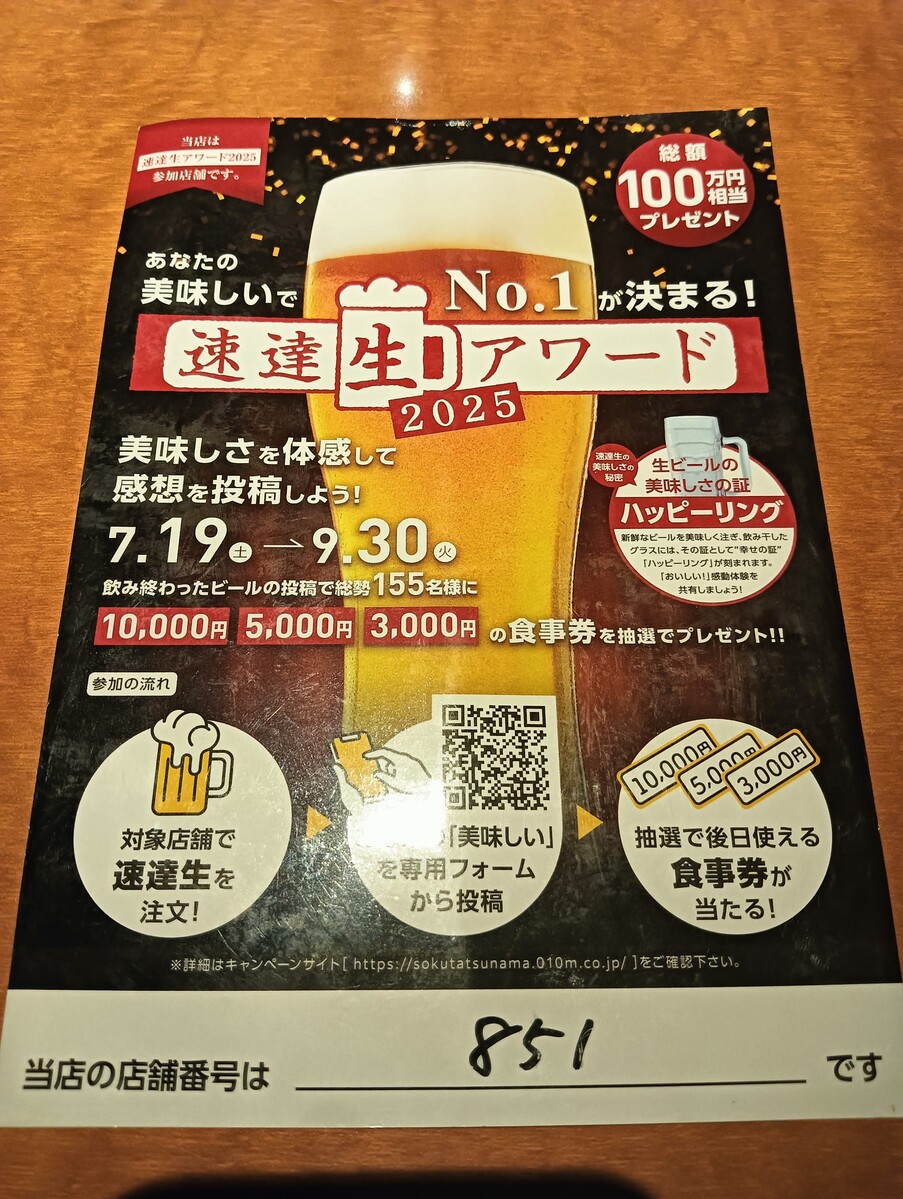 当店は
速達生アワード2025
参加店舗です。
総額
100万円相当
プレゼント
あなたの
美味しいで No.1 が決まる!
速達生アワード
2025
美味しさを体感して
感想を投稿しよう!
7.19土→9.30火
飲み終わったビールの投稿で総勢155名様に
10,000円 5,000円 3,000円 の食事券を抽選でプレゼント!!
速達生の
美味しさの
秘密
生ビールの
美味しさの証
ハッピーリング
新鮮なビールを美味しく注ぎ、飲み干した
グラスには、その証として"幸せの証"
「ハッピーリング」が刻まれます。
「おいしい!」感動体験を
共有しましょう!
参加の流れ
対象店舗で
速達生を
注文!
「美味しい」
を専用フォーム
から投稿
10,000円
5,000円
3,000円
抽選で後日使える
食事券が
当たる!
※詳細はキャンペーンサイト[ https://sokutatsunama.010m.co.jp/ ]をご確認下さい。
当店の店舗番号は 851 です